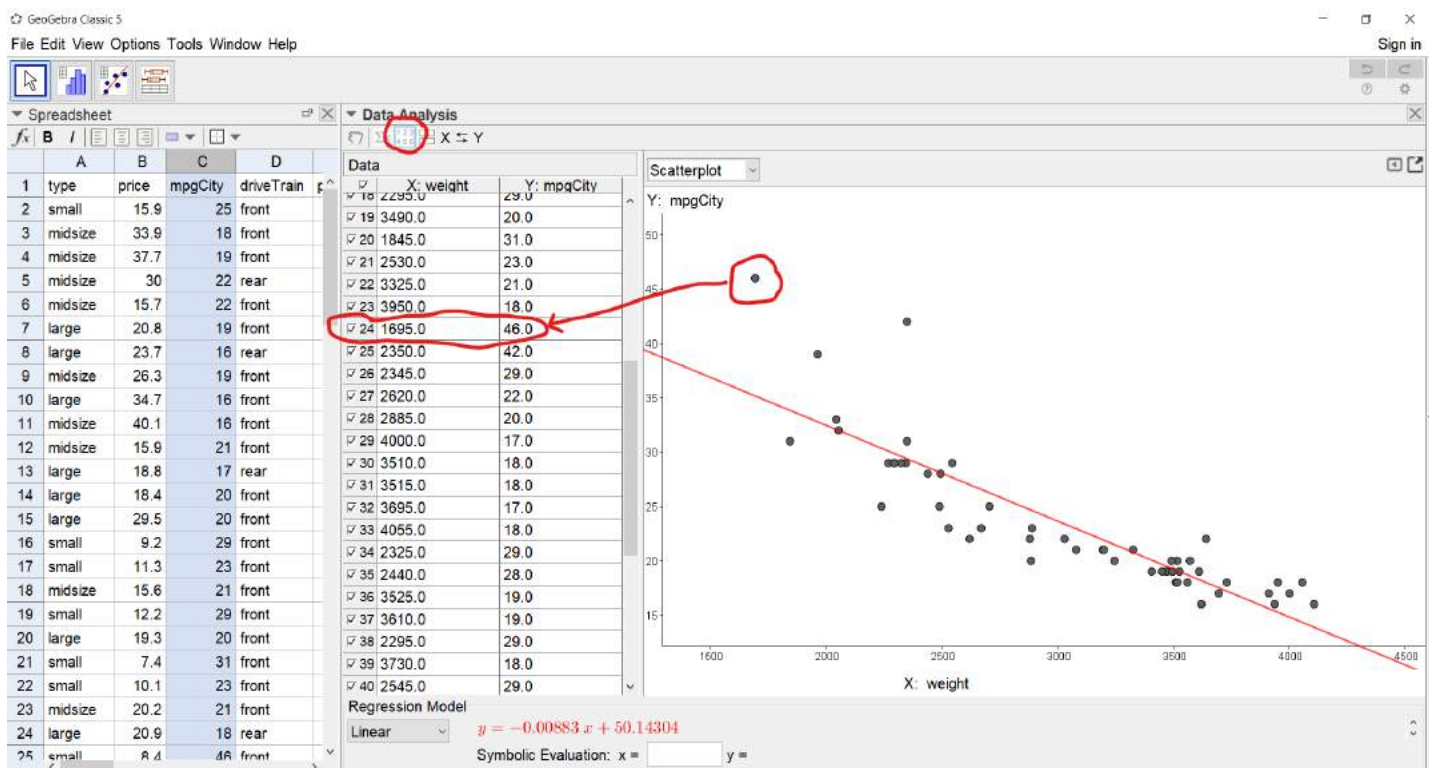 GeoGebra Classic 5
File Edit View Options Tools Window Help
Sign in
Spreadsheet
Data Analysis
fx B I
X ⇆ Y
A B C D
1 type price mpgCity driveTrain
2 small 15.9 25 front
3 midsize 33.9 18 front
4 midsize 37.7 19 front
5 midsize 30 22 rear
6 midsize 15.7 22 front
7 large 20.8 19 front
8 large 23.7 16 rear
9 midsize 26.3 19 front
10 large 34.7 16 front
11 midsize 40.1 16 front
12 midsize 15.9 21 front
13 large 18.8 17 rear
14 large 18.4 20 front
15 large 29.5 20 front
16 small 9.2 29 front
17 small 11.3 23 front
18 midsize 15.6 21 front
19 small 12.2 29 front
20 large 19.3 20 front
21 small 7.4 31 front
22 small 10.1 23 front
23 midsize 20.2 21 front
24 large 20.9 18 rear
25 small 8.4 46 front
Data
X: weight Y: mpgCity
18 2295.0 29.0
19 3490.0 20.0
20 1845.0 31.0
21 2530.0 23.0
22 3325.0 21.0
23 3950.0 18.0
24 1695.0 46.0
25 2350.0 42.0
26 2345.0 29.0
27 2620.0 22.0
28 2885.0 20.0
29 4000.0 17.0
30 3510.0 18.0
31 3515.0 18.0
32 3695.0 17.0
33 4055.0 18.0
34 2325.0 29.0
35 2440.0 28.0
36 3525.0 19.0
37 3610.0 19.0
38 2295.0 29.0
39 3730.0 18.0
40 2545.0 29.0
Scatterplot
Y: mpgCity
50
45
40
35
30
25
20
15
1600 2000 2500 3000 3500 4000 4500
X: weight
Regression Model
Linear
y = −0.00883 x + 50.14304
Symbolic Evaluation: x = y =